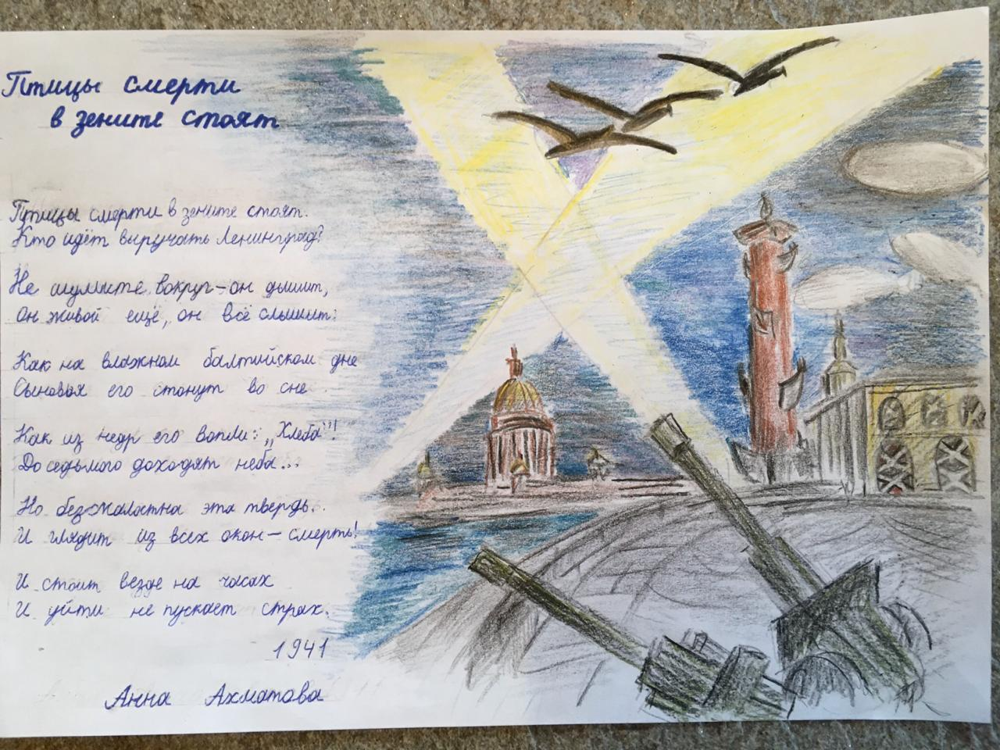 Птицы смерти
в зените стоят
Птицы смерти в зените стоят.
Кто идёт выручать Ленинград?
Не шумите вокруг – он дышит,
Он живой ещё, он всё слышит:
Как на влажном балтийском дне
Сыновья его стонут во сне
Как из недр его вопли: „Хлеба"!
До седьмого доходят неба...
Но безжалостна эта твердь..
И глядит из всех окон – смерть!
И стоит везде на часах
И уйти не пускает страх.
1941
Анна Ахматова